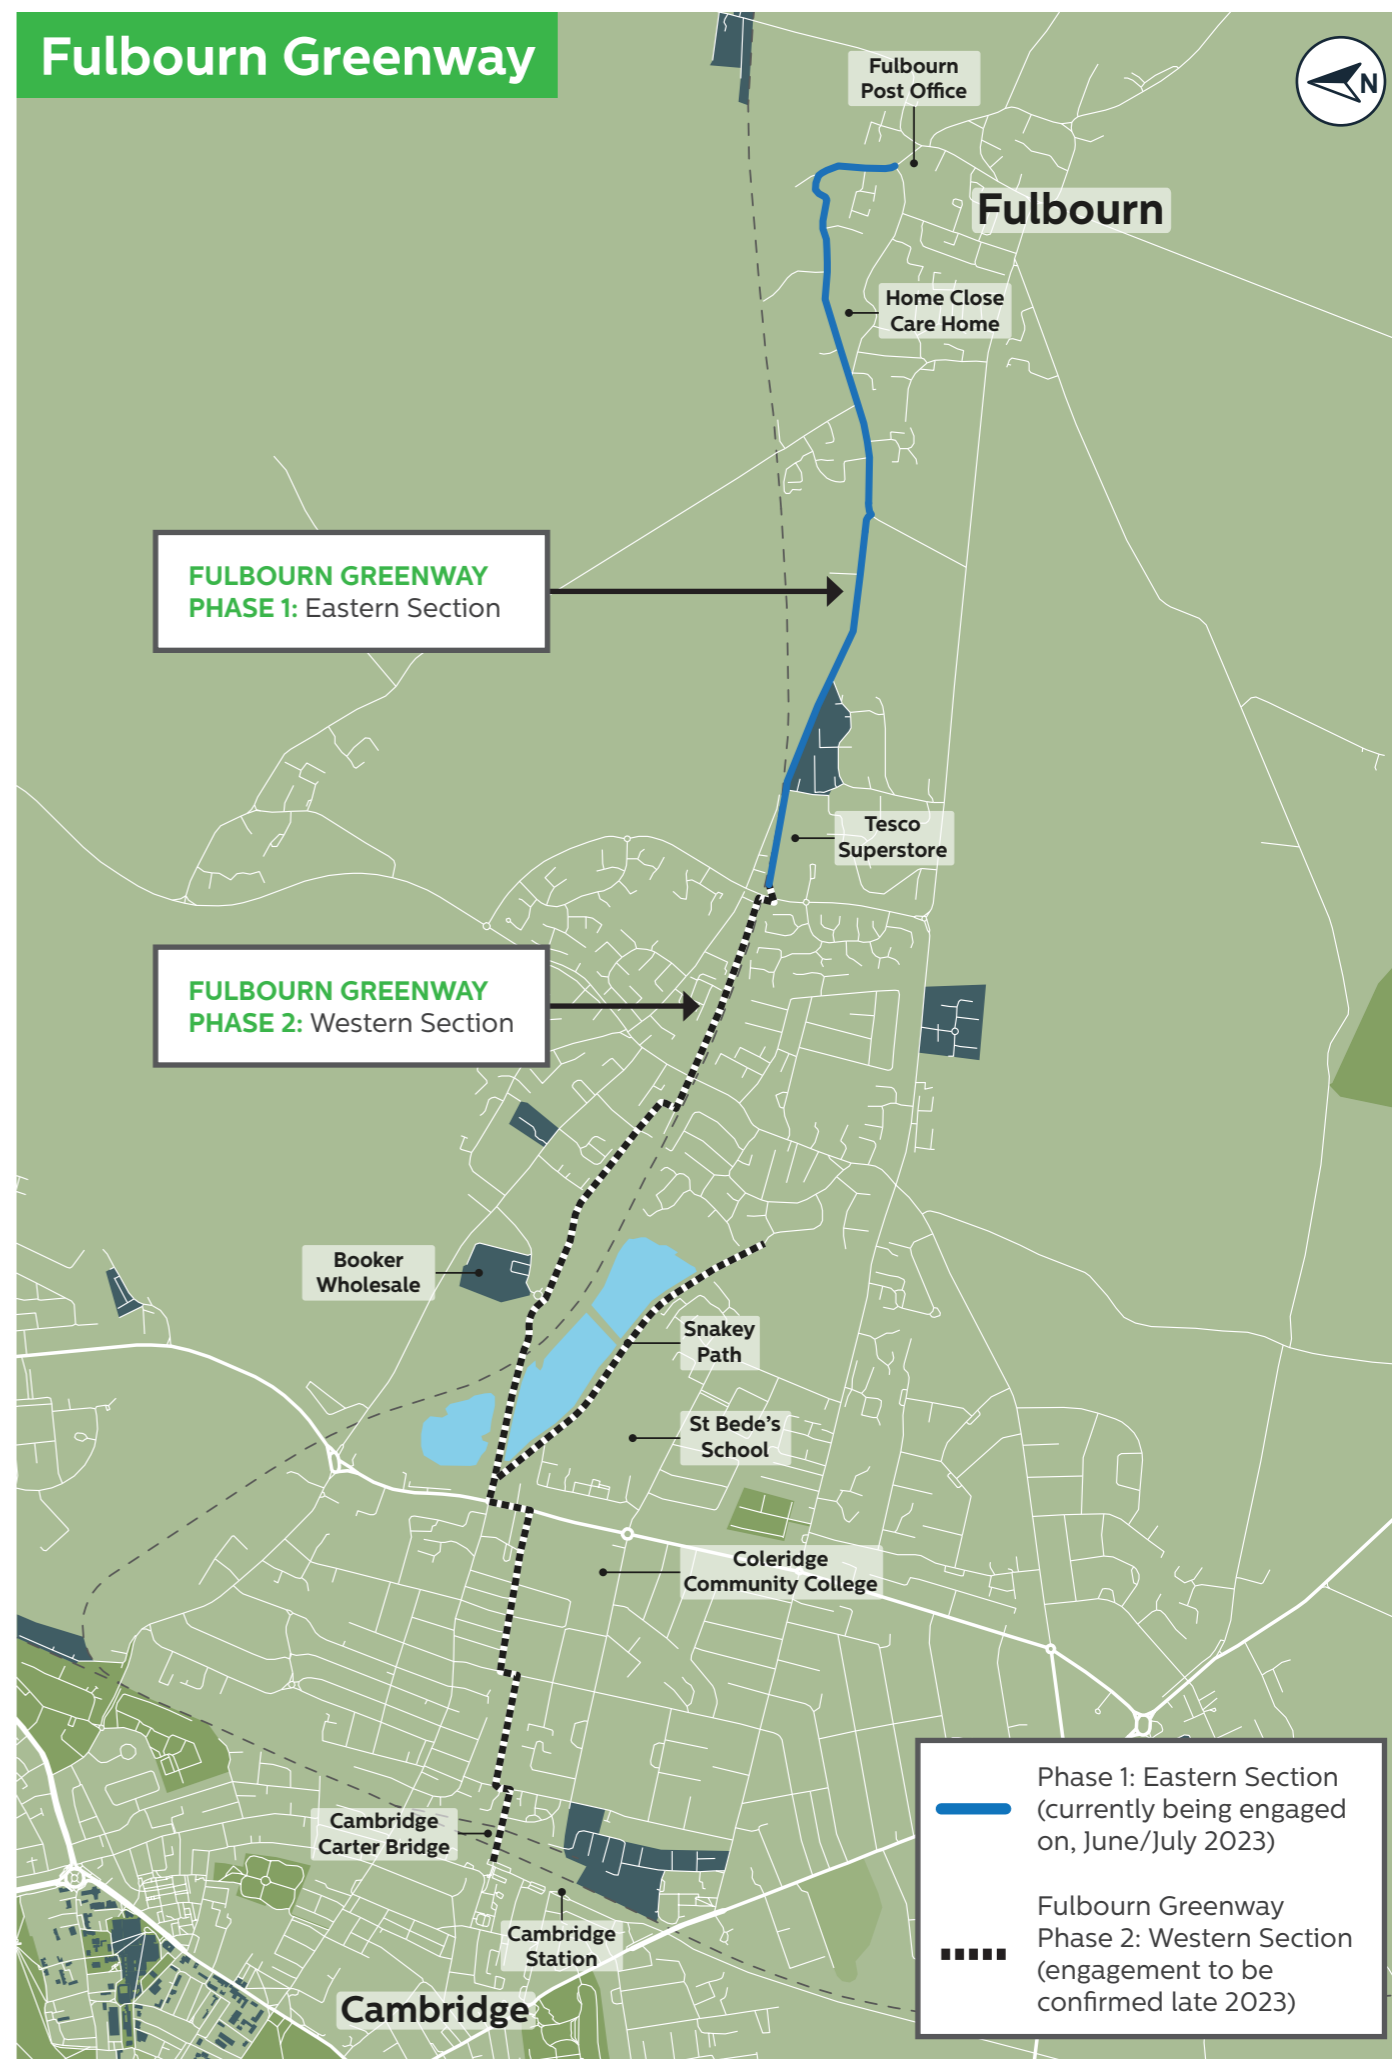 Fulbourn Greenway
N
Fulbourn
Post Office
Fulbourn
Home Close
Care Home
FULBOURN GREENWAY
PHASE 1: Eastern Section
Tesco
Superstore
FULBOURN GREENWAY
PHASE 2: Western Section
Booker
Wholesale
Snakey
Path
St Bede's
School
Coleridge
Community College
Cambridge
Carter Bridge
Cambridge
Station
Cambridge
Phase 1: Eastern Section
(currently being engaged
on, June/July 2023)
Fulbourn Greenway
Phase 2: Western Section
(engagement to be
confirmed late 2023)